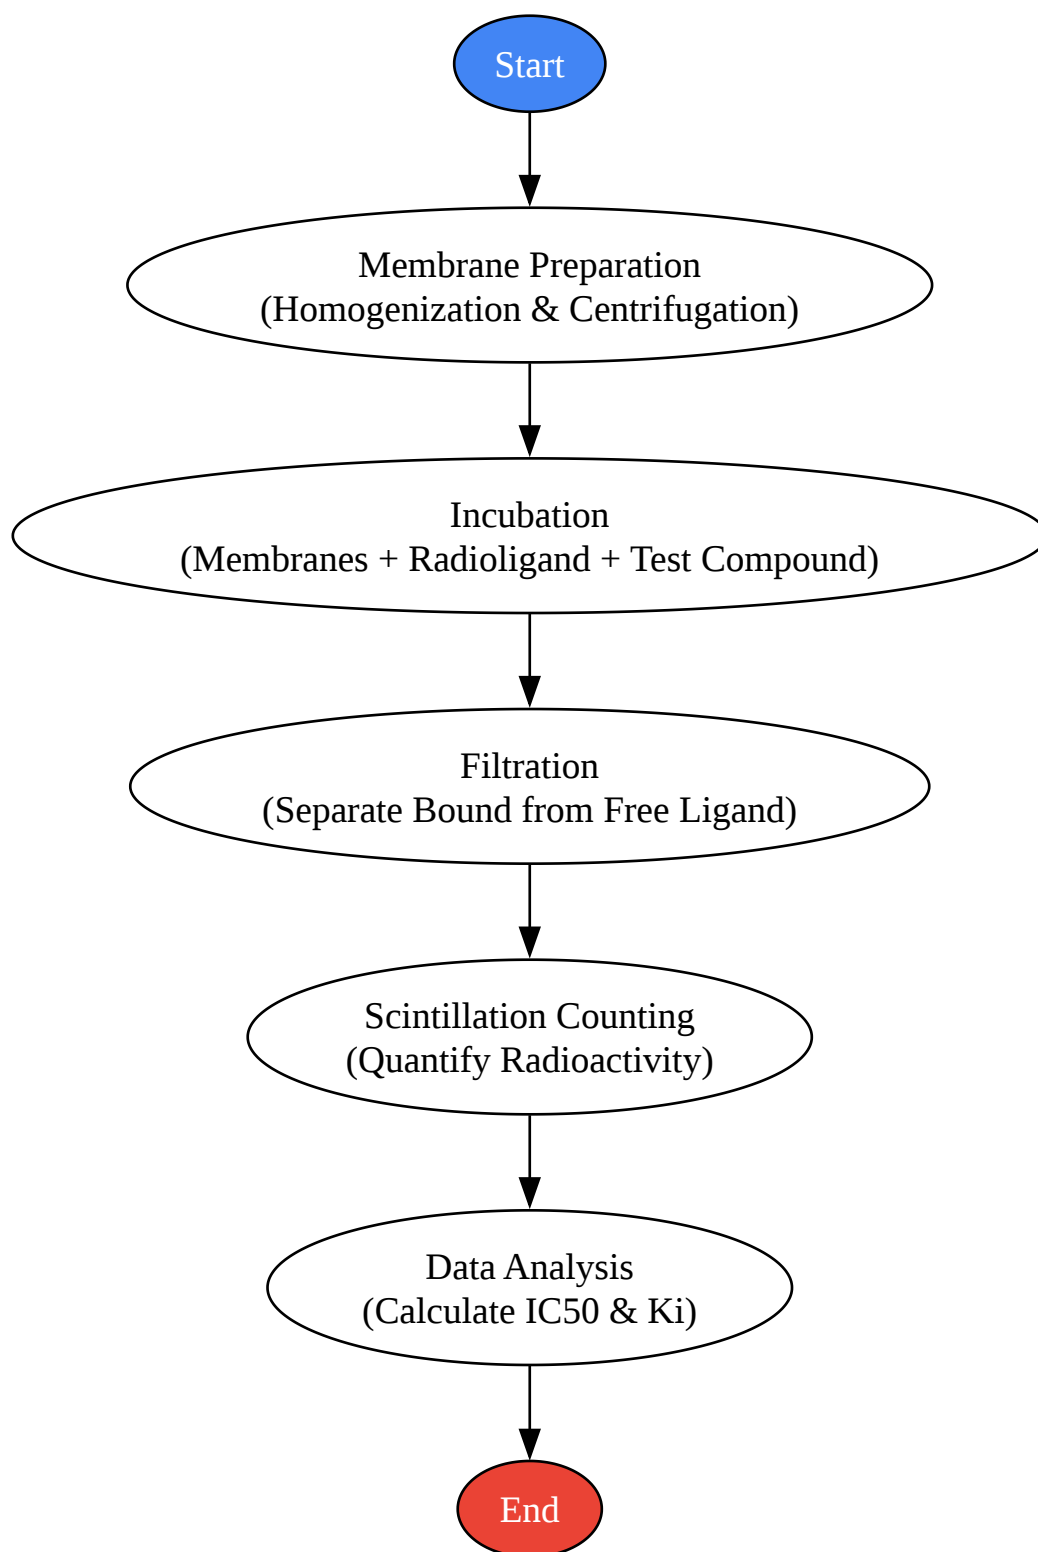 Start
Membrane Preparation
(Homogenization & Centrifugation)
Incubation
(Membranes + Radioligand + Test Compound)
Filtration
(Separate Bound from Free Ligand)
Scintillation Counting
(Quantify Radioactivity)
Data Analysis
(Calculate IC50 & Ki)
End